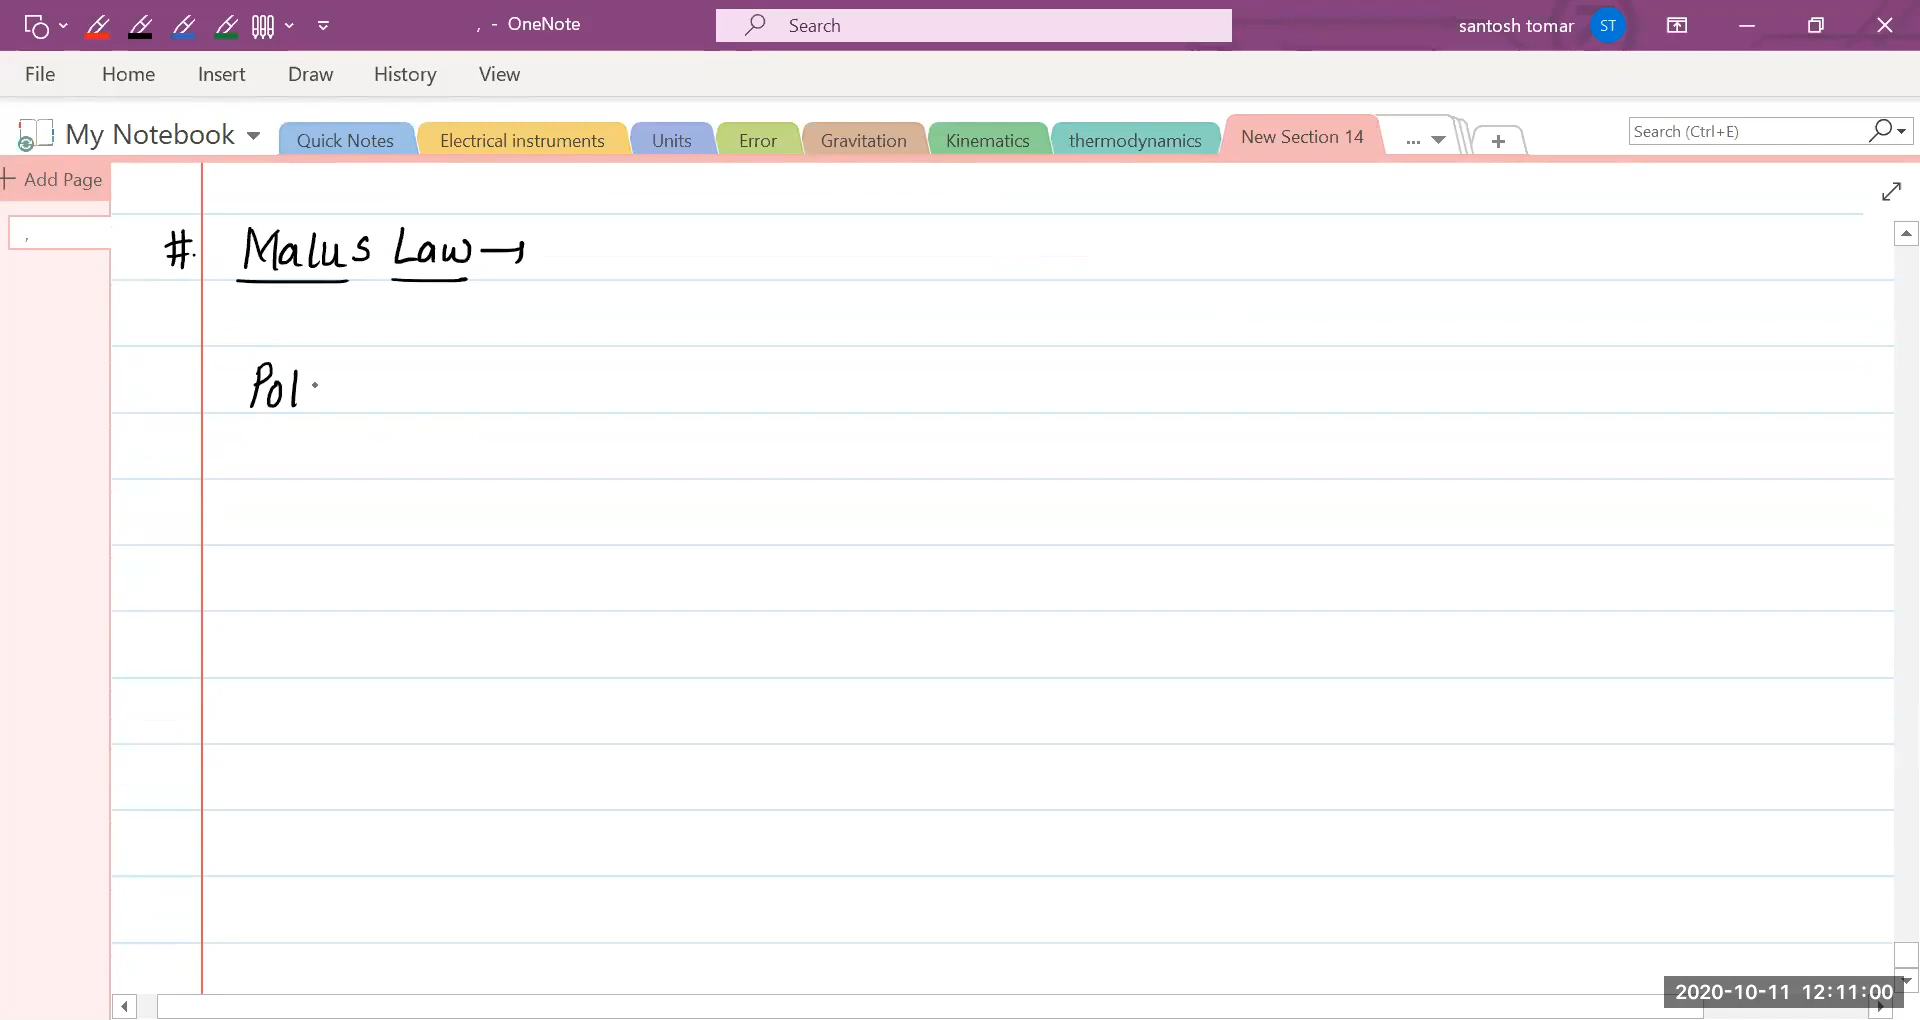 , - OneNote
Search
santosh tomar ST
File Home Insert Draw History View
My Notebook Quick Notes Electrical instruments Units Error Gravitation Kinematics thermodynamics New Section 14 ... +
Search (Ctrl+E)
+ Add Page
,
#. Malus Law →
Pol
2020-10-11 12:11:00